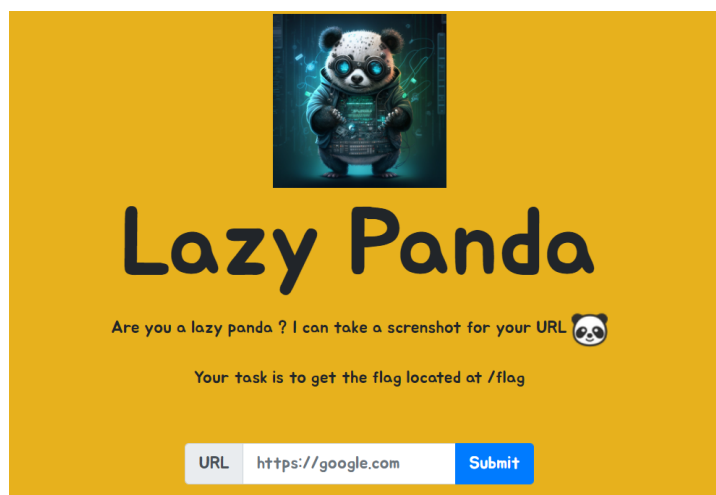 Lazy Panda
Are you a lazy panda ? I can take a screnshot for your URL
Your task is to get the flag located at /flag
URL https://google.com Submit